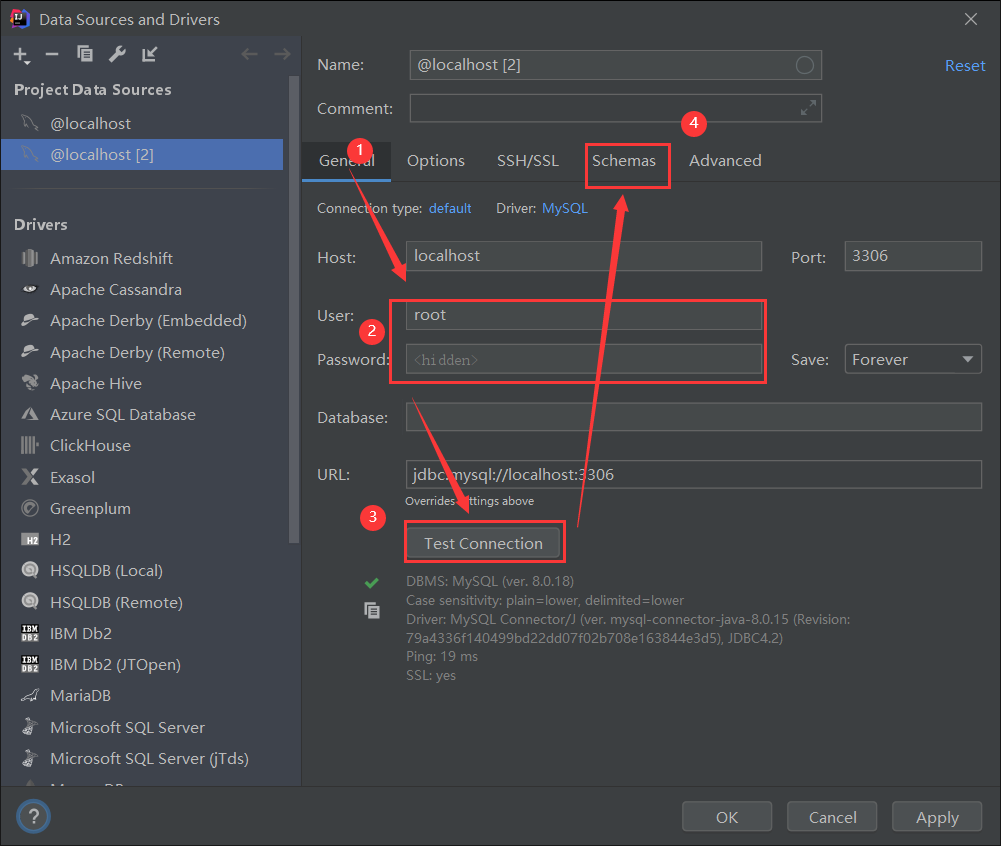 Data Sources and Drivers
Project Data Sources
@localhost
@localhost [2]
Drivers
Amazon Redshift
Apache Cassandra
Apache Derby (Embedded)
Apache Derby (Remote)
Apache Hive
Azure SQL Database
ClickHouse
Exasol
Greenplum
H2 H2
HSQLDB (Local)
HSQLDB (Remote)
IBM DB2 IBM Db2
IBM DB2 IBM Db2 (JTOpen)
MariaDB
Microsoft SQL Server
Microsoft SQL Server (jTds)
?
Name: @localhost [2] Reset
Comment:
4
1
General Options SSH/SSL Schemas Advanced
Connection type: default Driver: MySQL
Host: localhost Port: 3306
User: root
2
Password: <hidden> Save: Forever
Database:
URL: jdbc:mysql://localhost:3306
Overrides settings above
3
Test Connection
DBMS: MySQL (ver. 8.0.18)
Case sensitivity: plain=lower, delimited=lower
Driver: MySQL Connector/J (ver. mysql-connector-java-8.0.15 (Revision:
79a4336f140499bd22dd07f02b708e163844e3d5), JDBC4.2)
Ping: 19 ms
SSL: yes
OK Cancel Apply